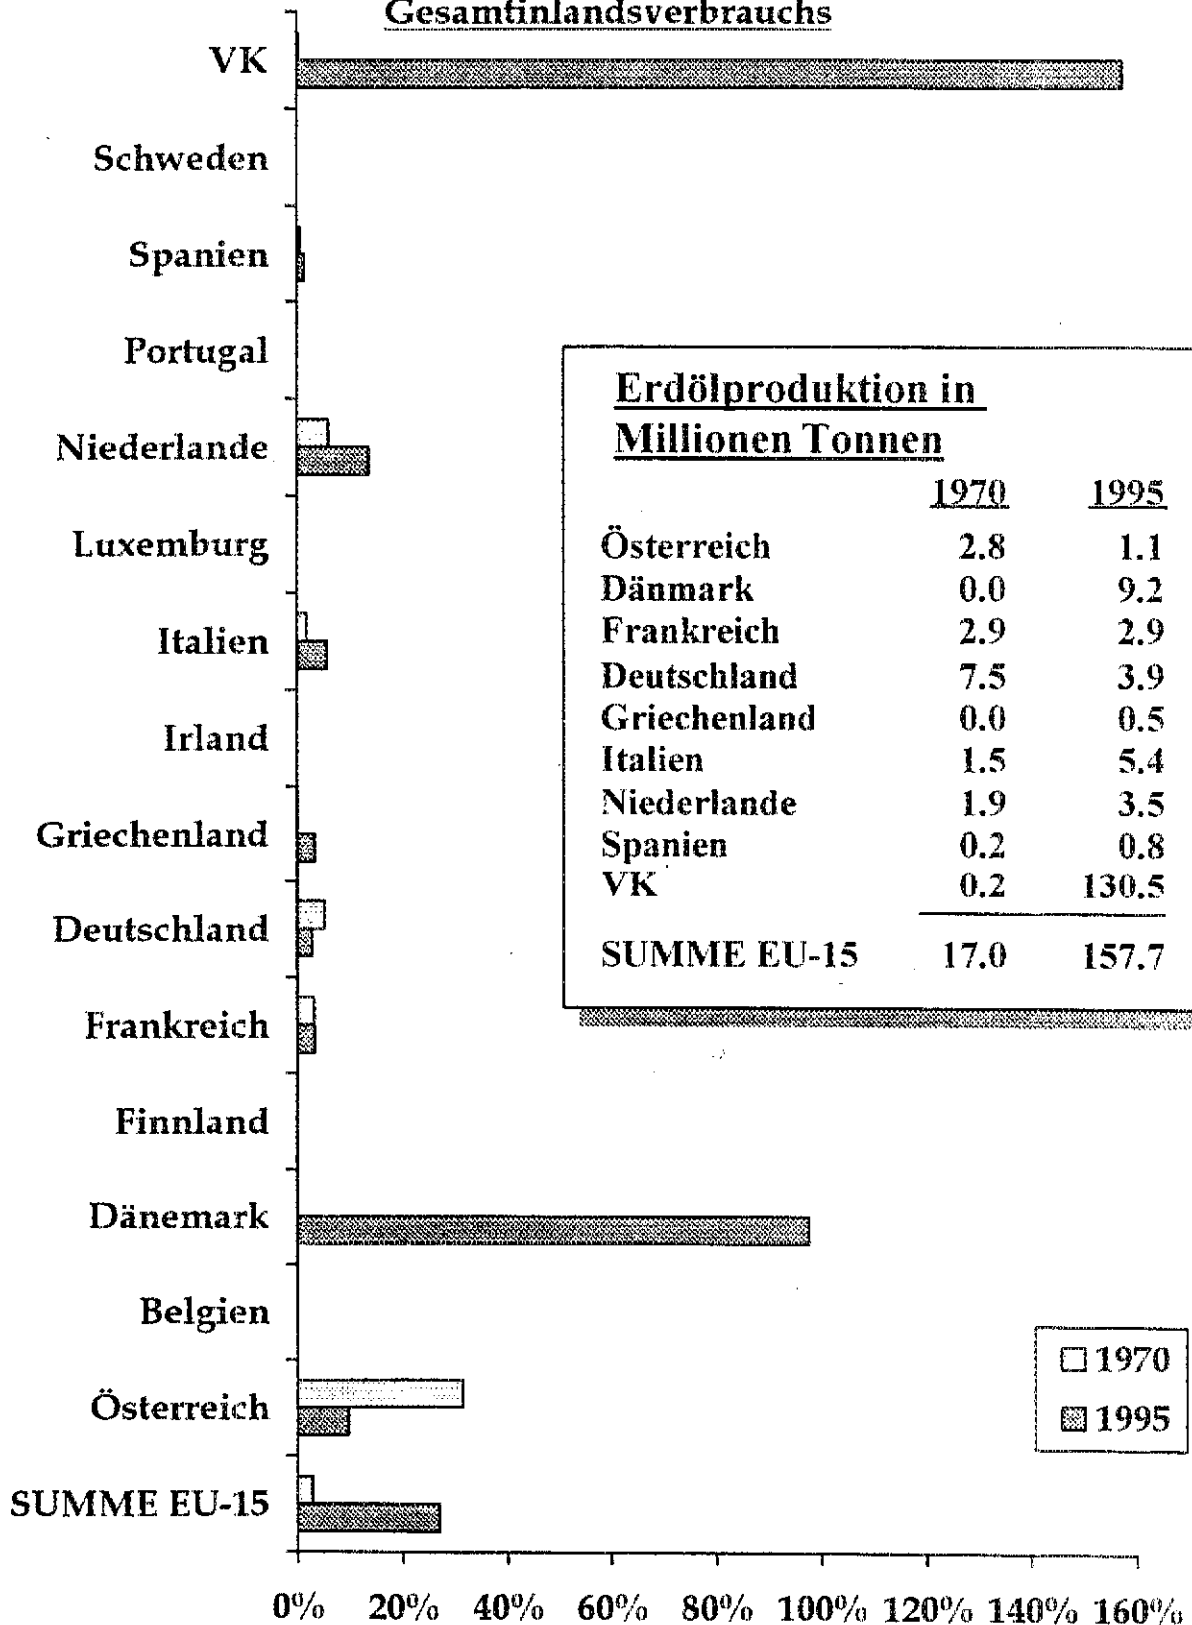 Gesamtinlandsverbrauchs
VK
Schweden
Spanien
Portugal
Niederlande
Luxemburg
Italien
Irland
Griechenland
Deutschland
Frankreich
Finnland
Dänemark
Belgien
Österreich
SUMME EU-15
0% 20% 40% 60% 80% 100% 120% 140% 160%
Erdölproduktion in
Millionen Tonnen
1970 1995
Österreich 2.8 1.1
Dänmark 0.0 9.2
Frankreich 2.9 2.9
Deutschland 7.5 3.9
Griechenland 0.0 0.5
Italien 1.5 5.4
Niederlande 1.9 3.5
Spanien 0.2 0.8
VK 0.2 130.5
SUMME EU-15 17.0 157.7
1970
1995